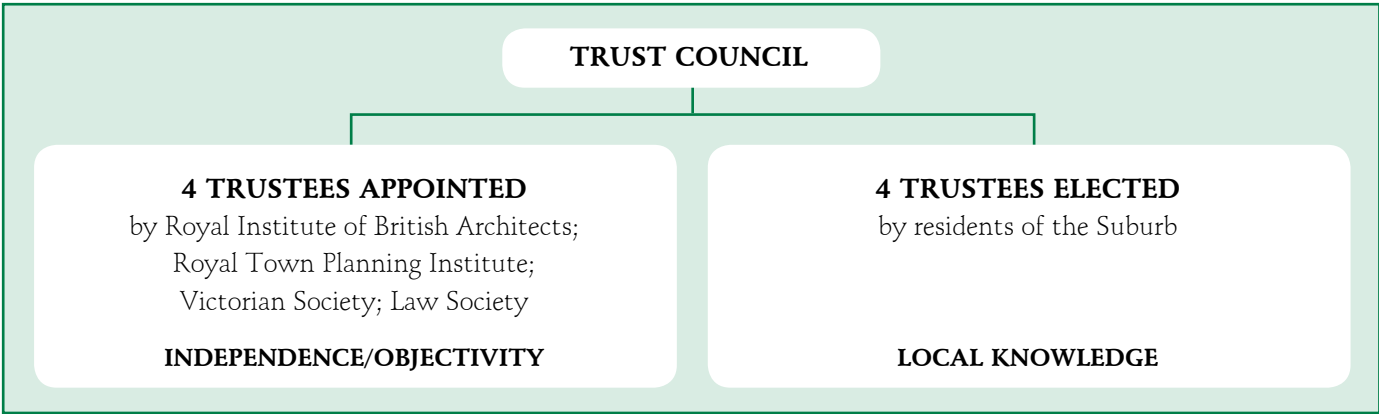 TRUST COUNCIL
4 TRUSTEES APPOINTED
by Royal Institute of British Architects;
Royal Town Planning Institute;
Victorian Society; Law Society
INDEPENDENCE/OBJECTIVITY
4 TRUSTEES ELECTED
by residents of the Suburb
LOCAL KNOWLEDGE